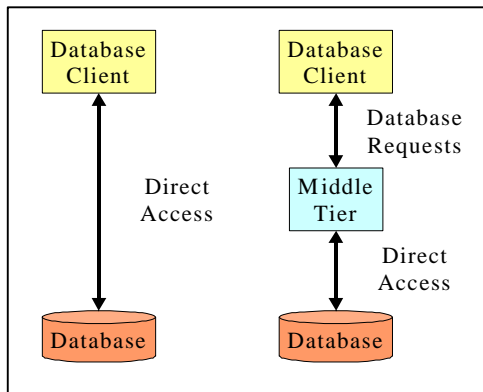 Database
Client
Direct
Access
Database
Database
Client
Database
Requests
Middle
Tier
Direct
Access
Database